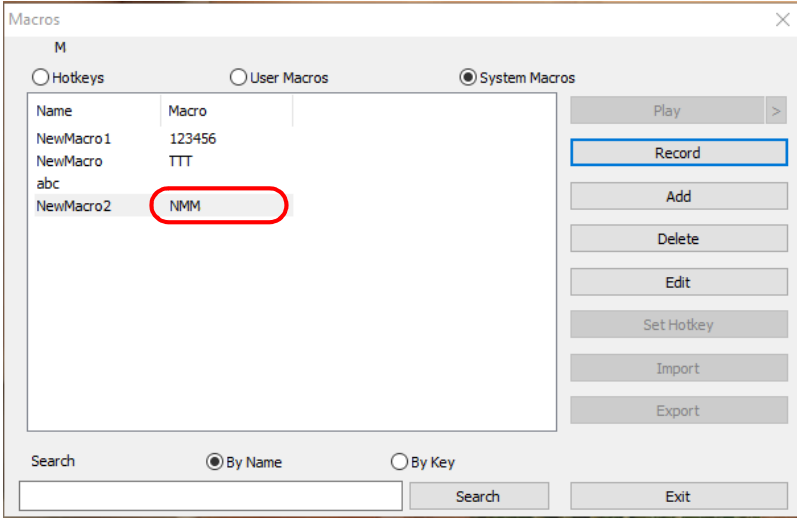 Macros
M
Hotkeys User Macros System Macros
Name Macro
Play >
NewMacro1 123456
Record
NewMacro TTT
abc
Add
NewMacro2 NMM
Delete
Edit
Set Hotkey
Import
Export
Search By Name By Key
Search Exit